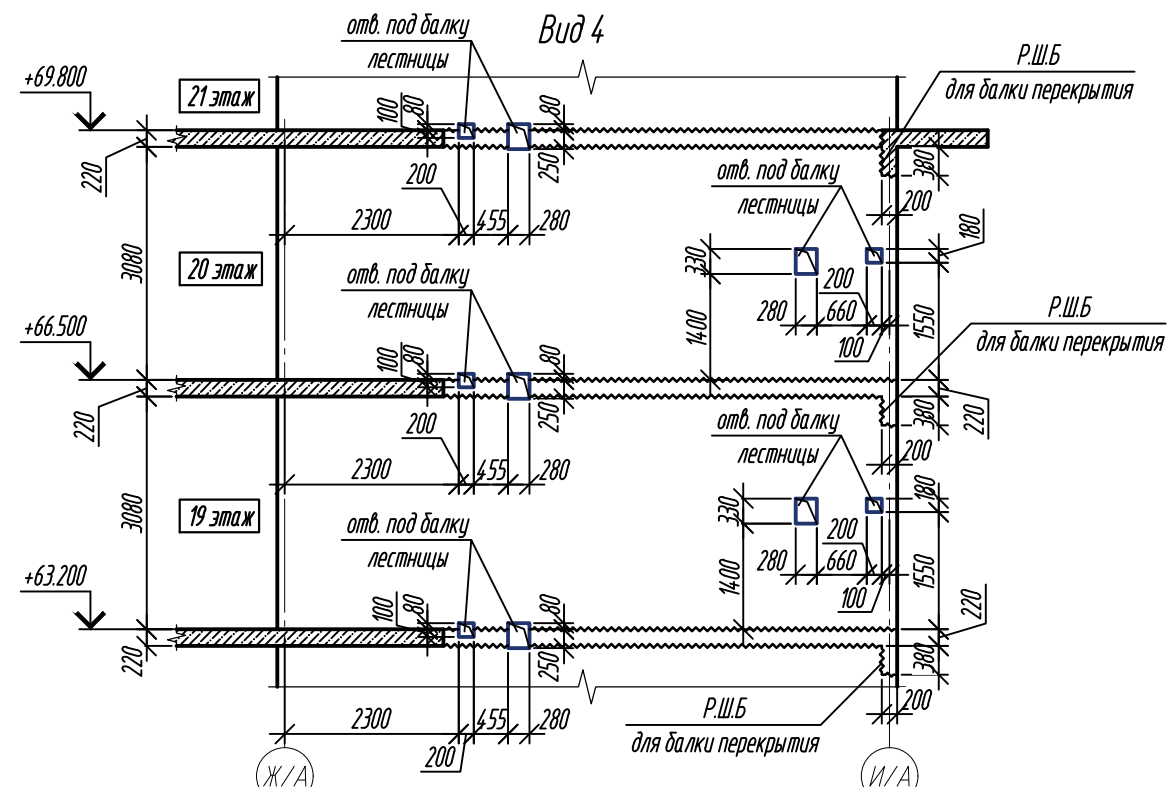 Вид 4
отв. под балку
лестницы
Р.Ш.Б
для балки перекрытия
+69.800
21 этаж
100
80
80
220
200
250
380
2300
455
280
200
отв. под балку
лестницы
180
3080
20 этаж
330
200
280
660
1400
100
1550
отв. под балку
лестницы
Р.Ш.Б
для балки перекрытия
+66.500
100
80
80
220
200
250
380
220
2300
455
280
200
отв. под балку
лестницы
180
3080
19 этаж
330
200
280
660
1400
100
1550
отв. под балку
лестницы
+63.200
100
80
80
220
220
250
380
2300
455
280
200
200
Р.Ш.Б
для балки перекрытия
Ж/А
И/А